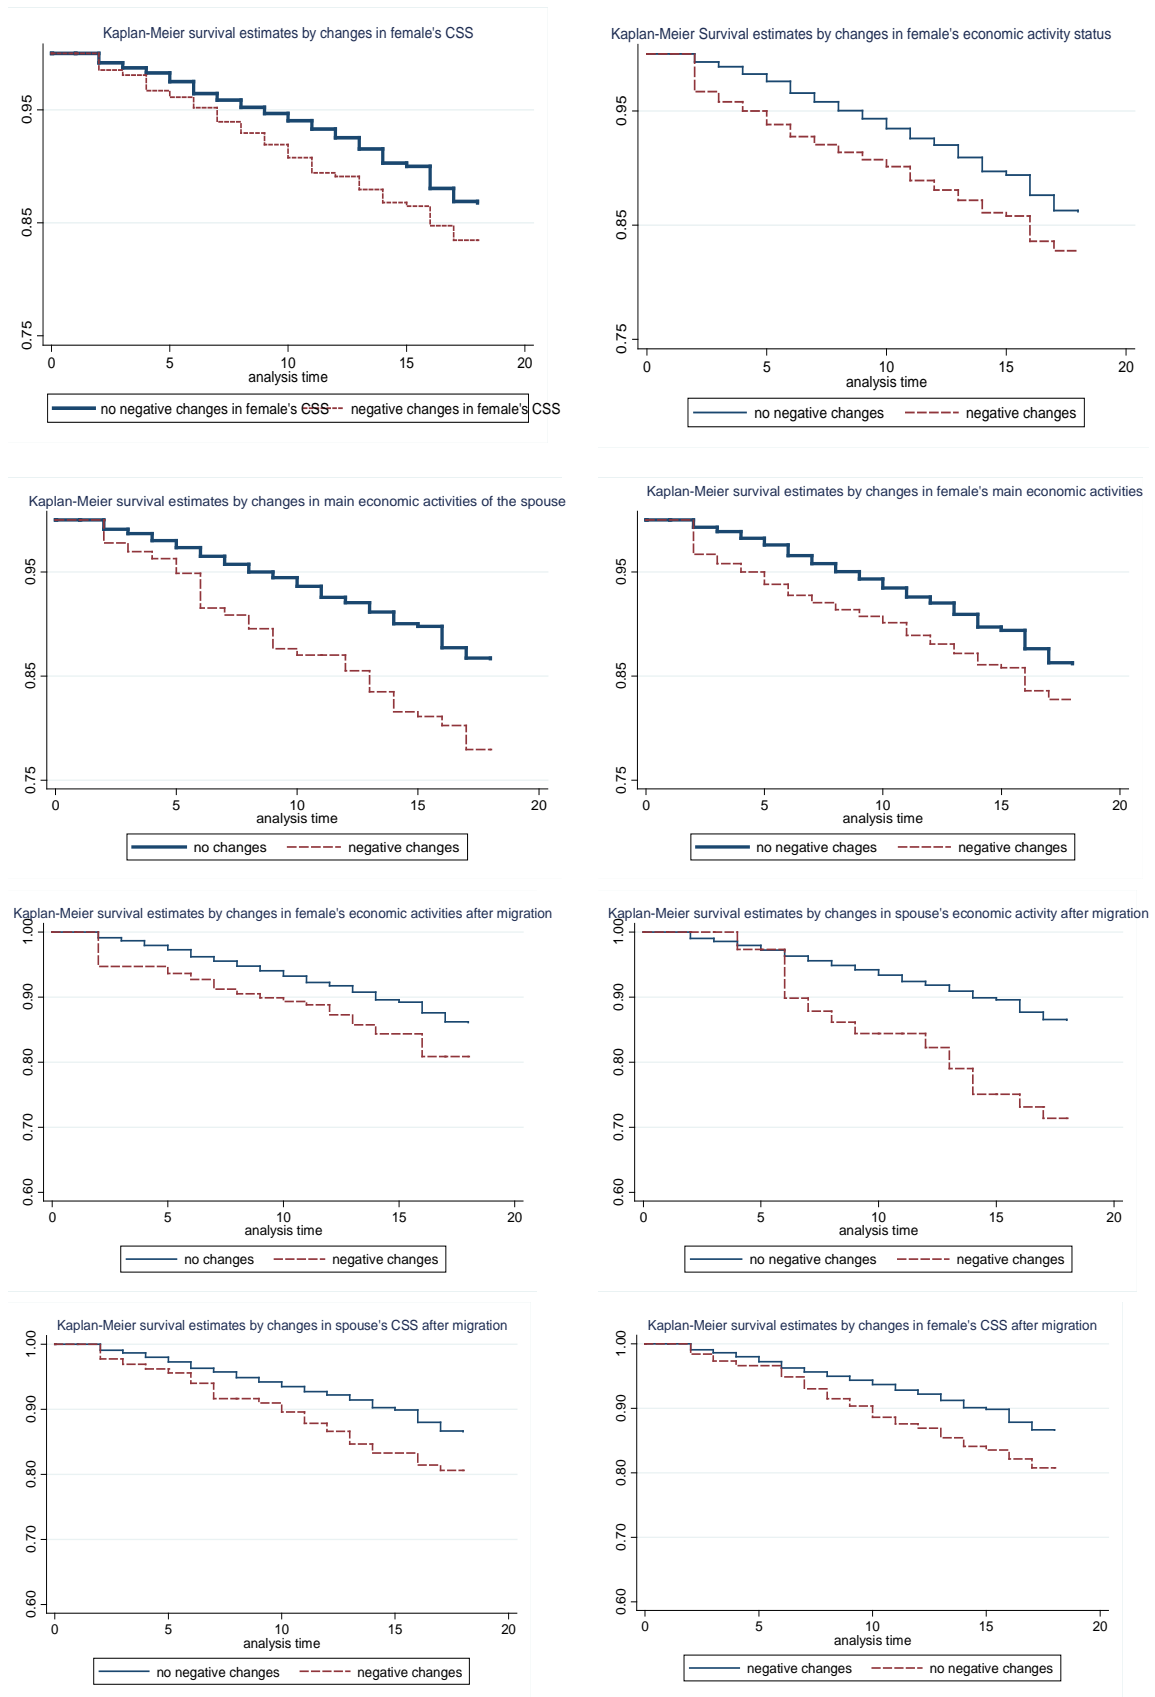 Kaplan-Meier survival estimates by changes in female's CSS
0.95
0.85
0.75
0 5 10 15 20
analysis time
no negative changes in female's CSS negative changes in female's CSS
Kaplan-Meier Survival estimates by changes in female's economic activity status
0.95
0.85
0.75
0 5 10 15 20
analysis time
no negative changes negative changes
Kaplan-Meier survival estimates by changes in main economic activities of the spouse
0.95
0.85
0.75
0 5 10 15 20
analysis time
no changes negative changes
Kaplan-Meier survival estimates by changes in female's main economic activities
0.95
0.85
0.75
0 5 10 15 20
analysis time
no negative chages negative changes
Kaplan-Meier survival estimates by changes in female's economic activities after migration
1.00
0.90
0.80
0.70
0.60
0 5 10 15 20
analysis time
no changes negative changes
Kaplan-Meier survival estimates by changes in spouse's economic activity after migration
1.00
0.90
0.80
0.70
0.60
0 5 10 15 20
analysis time
no negative changes negative changes
Kaplan-Meier survival estimates by changes in spouse's CSS after migration
1.00
0.90
0.80
0.70
0.60
0 5 10 15 20
analysis time
no negative changes negative changes
Kaplan-Meier survival estimates by changes in female's CSS after migration
1.00
0.90
0.80
0.70
0.60
0 5 10 15 20
analysis time
negative changes no negative changes